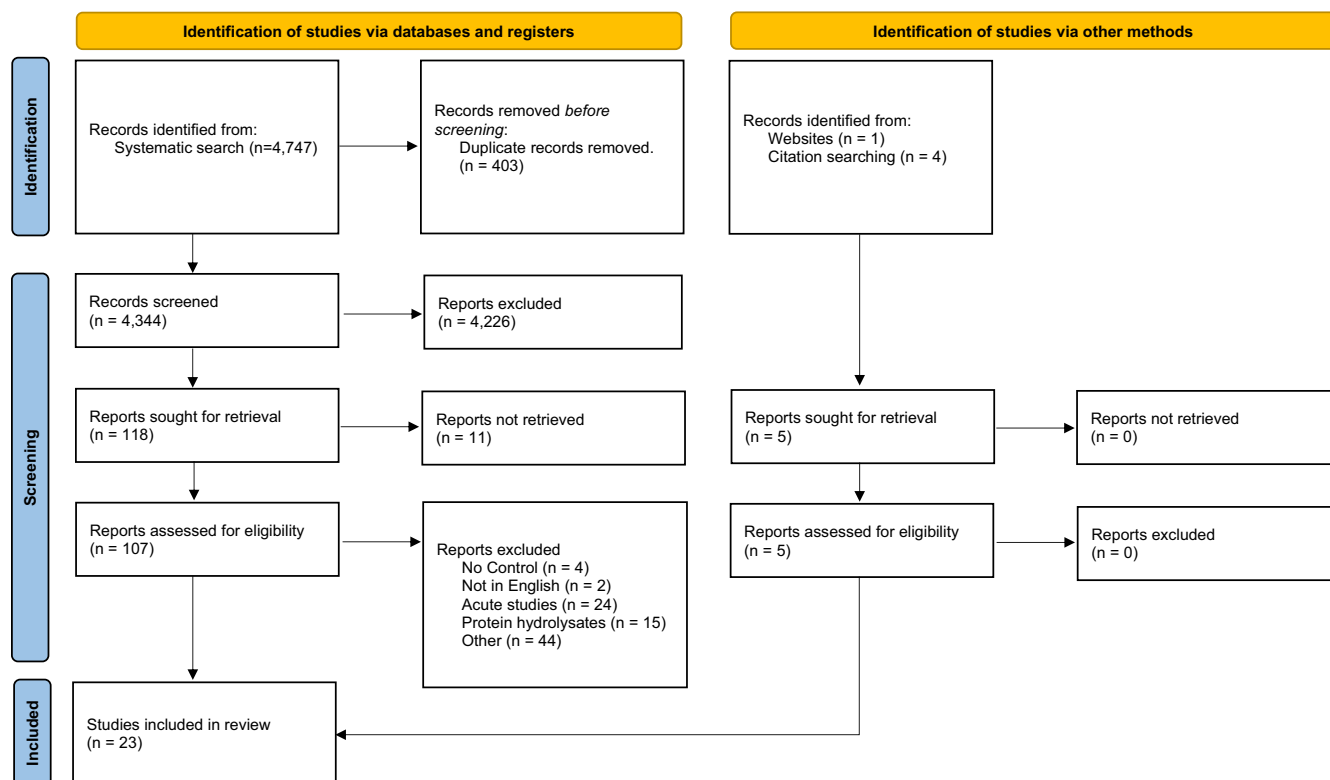 Identification of studies via databases and registers
Identification of studies via other methods
Identification
Records identified from:
Systematic search (n=4,747)
Records removed before
screening:
Duplicate records removed.
(n = 403)
Records identified from:
Websites (n = 1)
Citation searching (n = 4)
Screening
Records screened
(n = 4,344)
Reports excluded
(n = 4,226)
Reports sought for retrieval
(n = 118)
Reports not retrieved
(n = 11)
Reports sought for retrieval
(n = 5)
Reports not retrieved
(n = 0)
Reports assessed for eligibility
(n = 107)
Reports excluded
No Control (n = 4)
Not in English (n = 2)
Acute studies (n = 24)
Protein hydrolysates (n = 15)
Other (n = 44)
Reports assessed for eligibility
(n = 5)
Reports excluded
(n = 0)
Included
Studies included in review
(n = 23)